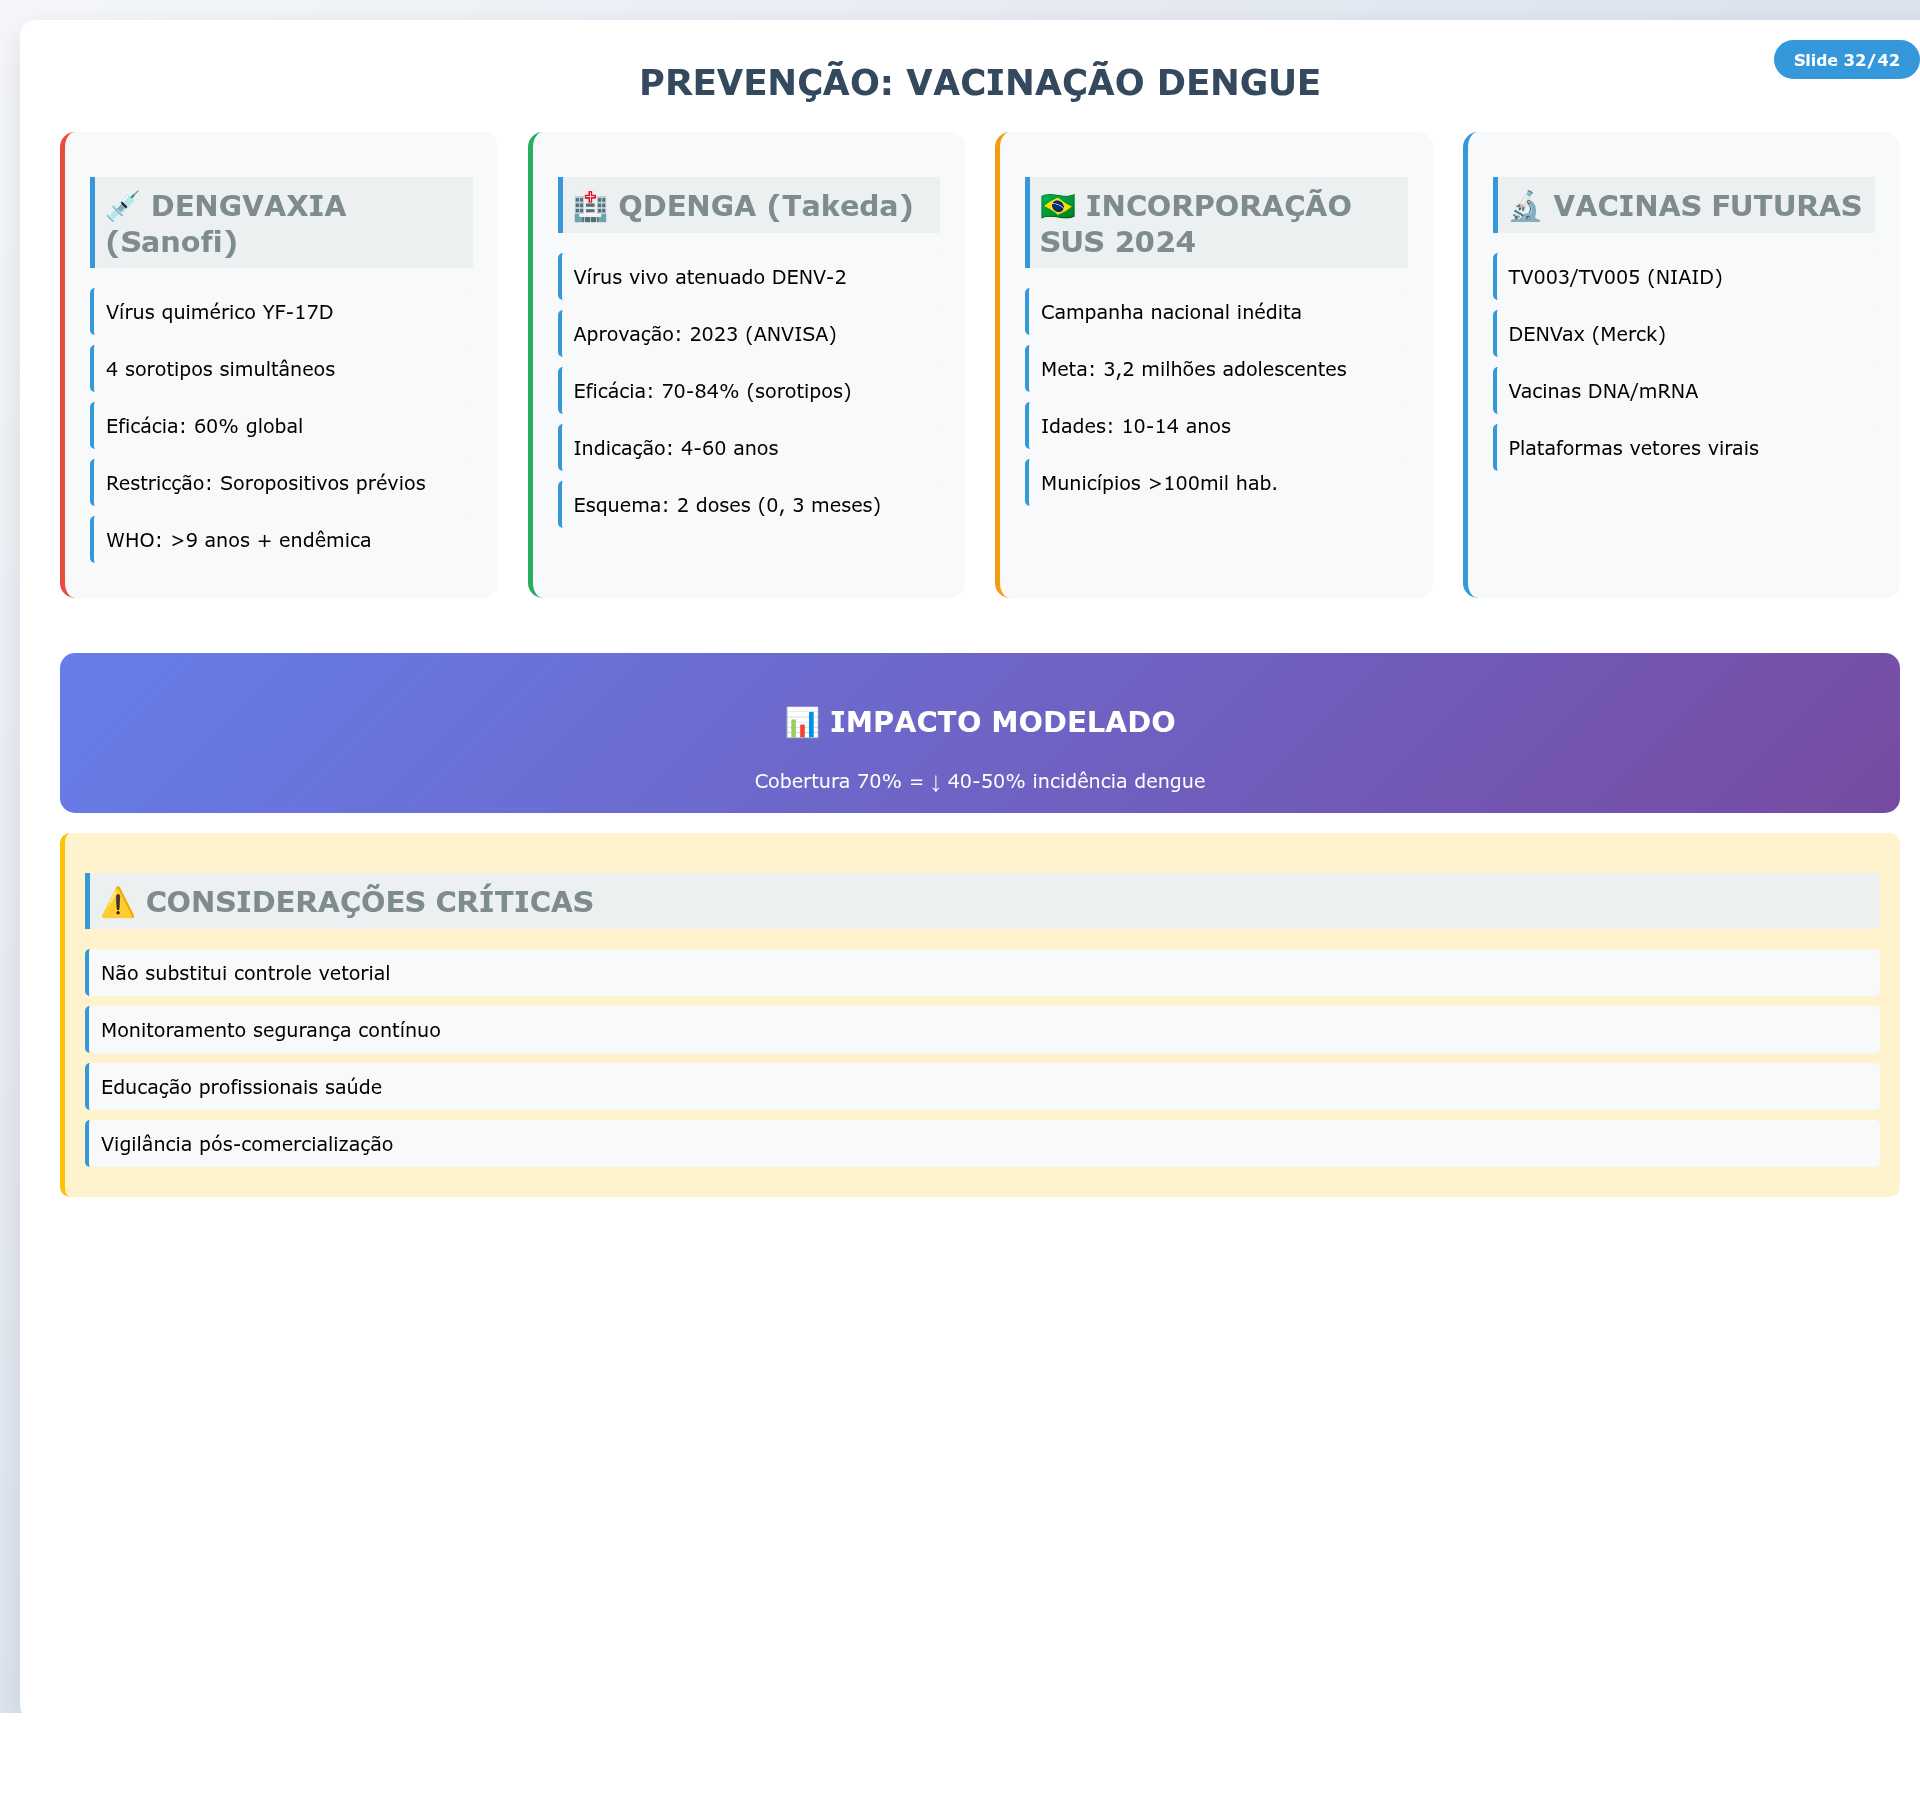 Slide 32/42
PREVENÇÃO: VACINAÇÃO DENGUE
💉 DENGVAXIA
(Sanofi)
Vírus quimérico YF-17D
4 sorotipos simultâneos
Eficácia: 60% global
Restricção: Soropositivos prévios
WHO: >9 anos + endêmica
🏥 QDENGA (Takeda)
Vírus vivo atenuado DENV-2
Aprovação: 2023 (ANVISA)
Eficácia: 70-84% (sorotipos)
Indicação: 4-60 anos
Esquema: 2 doses (0, 3 meses)
🇧🇷 INCORPORAÇÃO
SUS 2024
Campanha nacional inédita
Meta: 3,2 milhões adolescentes
Idades: 10-14 anos
Municípios >100mil hab.
🔬 VACINAS FUTURAS
TV003/TV005 (NIAID)
DENVax (Merck)
Vacinas DNA/mRNA
Plataformas vetores virais
📊 IMPACTO MODELADO
Cobertura 70% = ↓ 40-50% incidência dengue
⚠️ CONSIDERAÇÕES CRÍTICAS
Não substitui controle vetorial
Monitoramento segurança contínuo
Educação profissionais saúde
Vigilância pós-comercialização